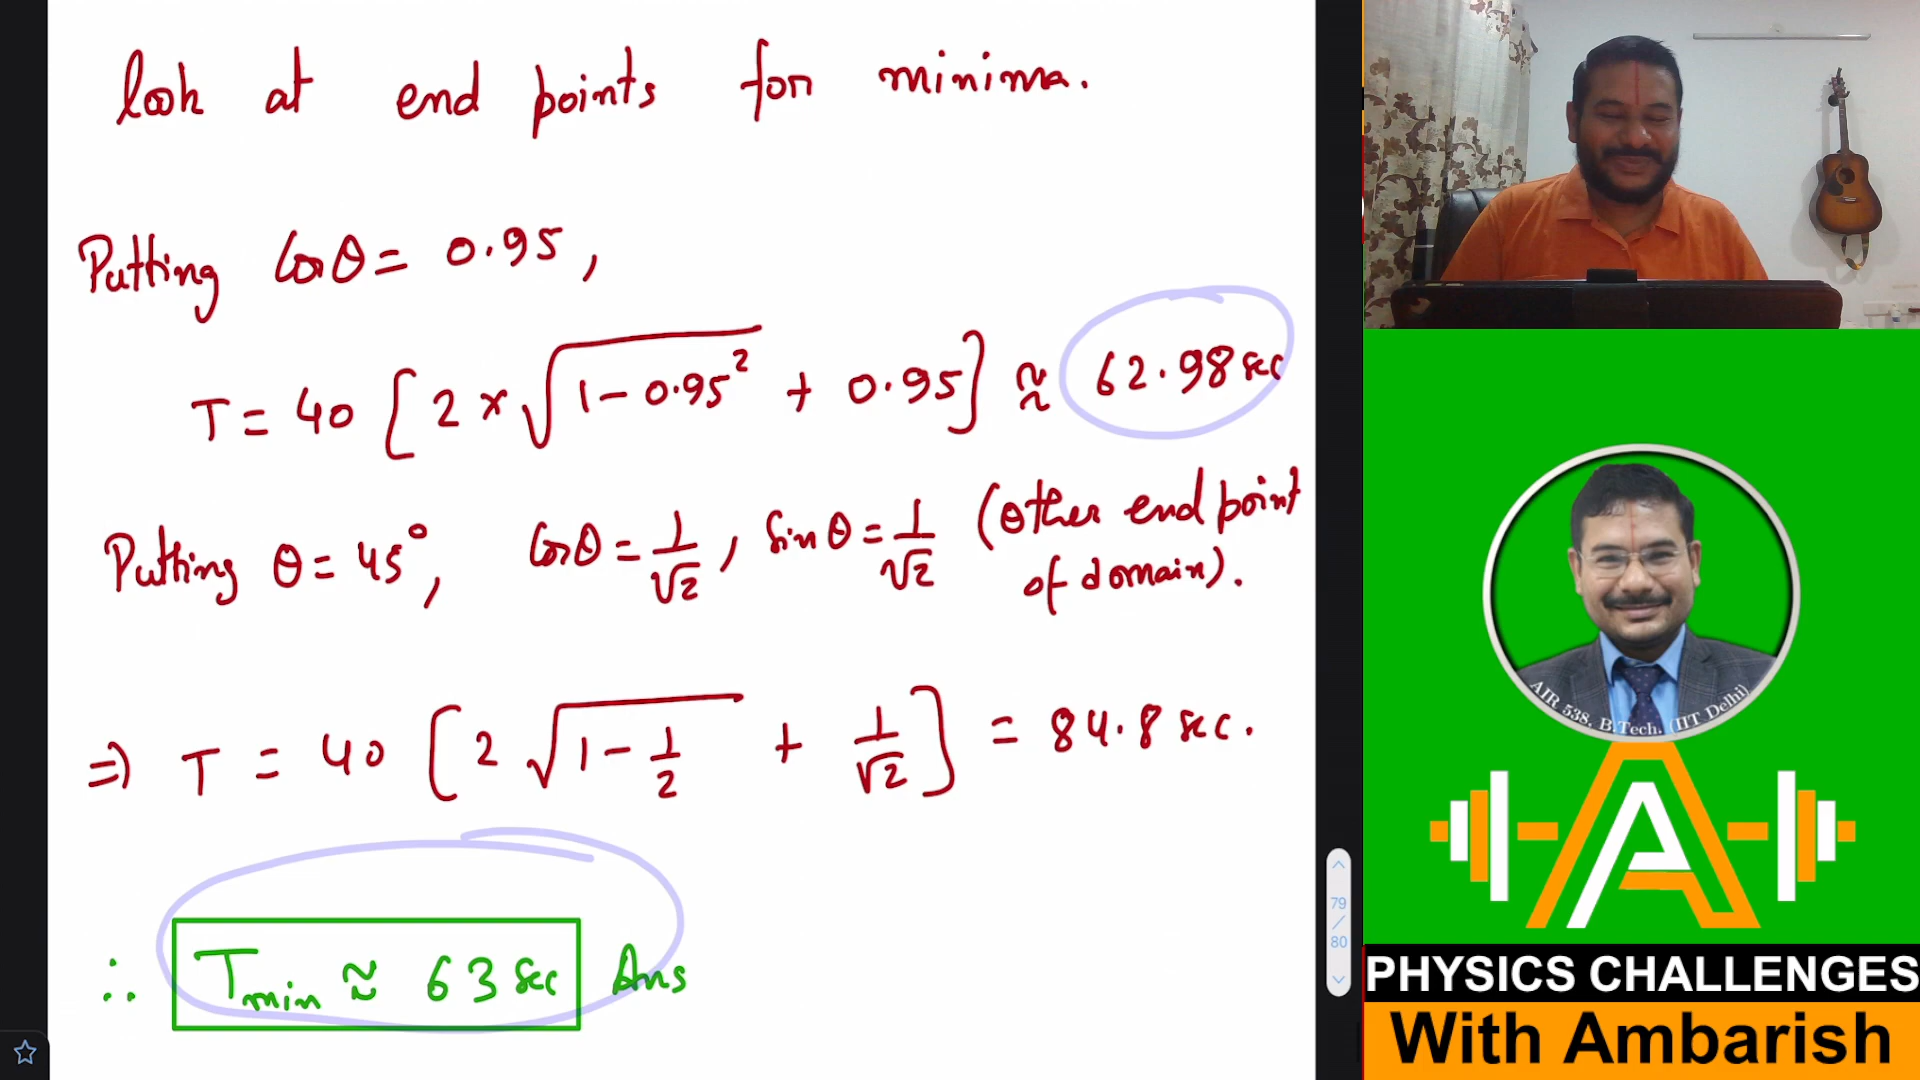 look at end points for minima.
Putting cosθ = 0.95,
T = 40 [2 × √(1 - 0.95²) + 0.95] ≈ 62.98 sec
Putting θ = 45°, cosθ = 1/√2, sinθ = 1/√2 (other end point of domain).
⇒ T = 40 [2 √(1 - 1/2) + 1/√2] = 84.8 sec.
∴ Tmin ≈ 63 sec Ans
79
/
80
AIR 538, B.Tech. (IIT Delhi)
A
PHYSICS CHALLENGES
With Ambarish